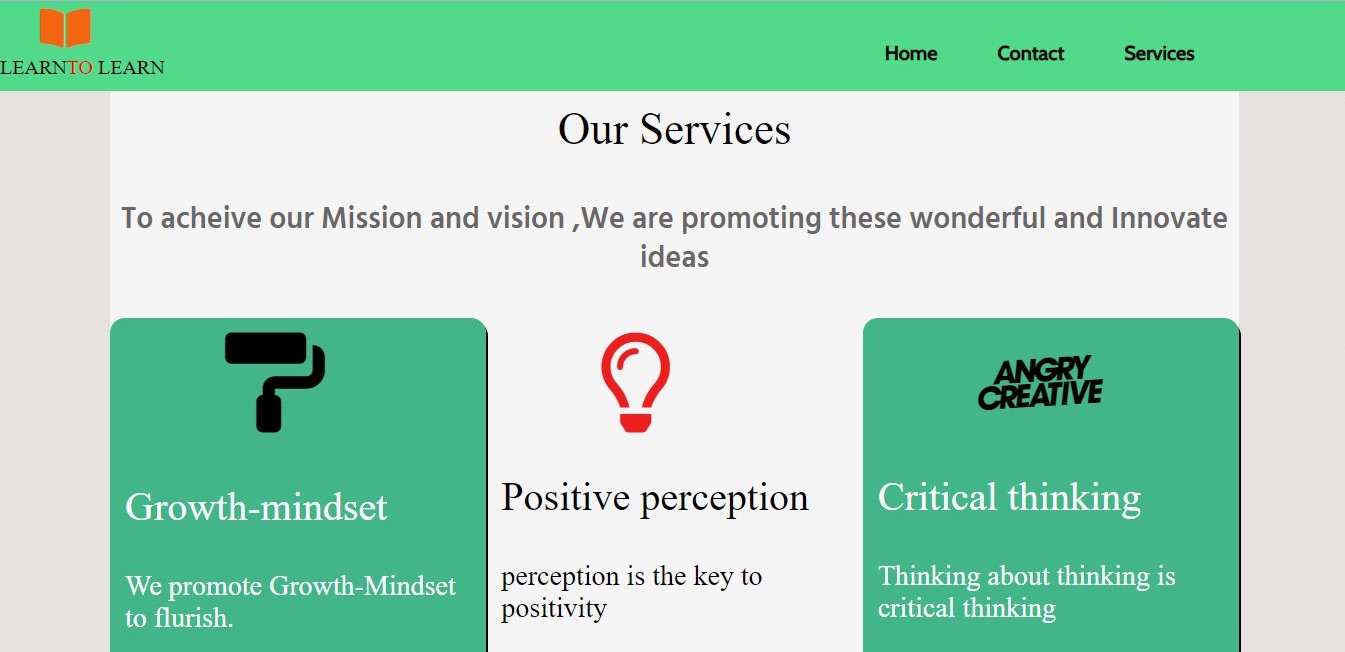 LEARNTO LEARN
Home Contact Services
Our Services
To acheive our Mission and vision ,We are promoting these wonderful and Innovate
ideas
ANGRY
CREATIVE
Growth-mindset
We promote Growth-Mindset
to flurish.
Positive perception
perception is the key to
positivity
Critical thinking
Thinking about thinking is
critical thinking